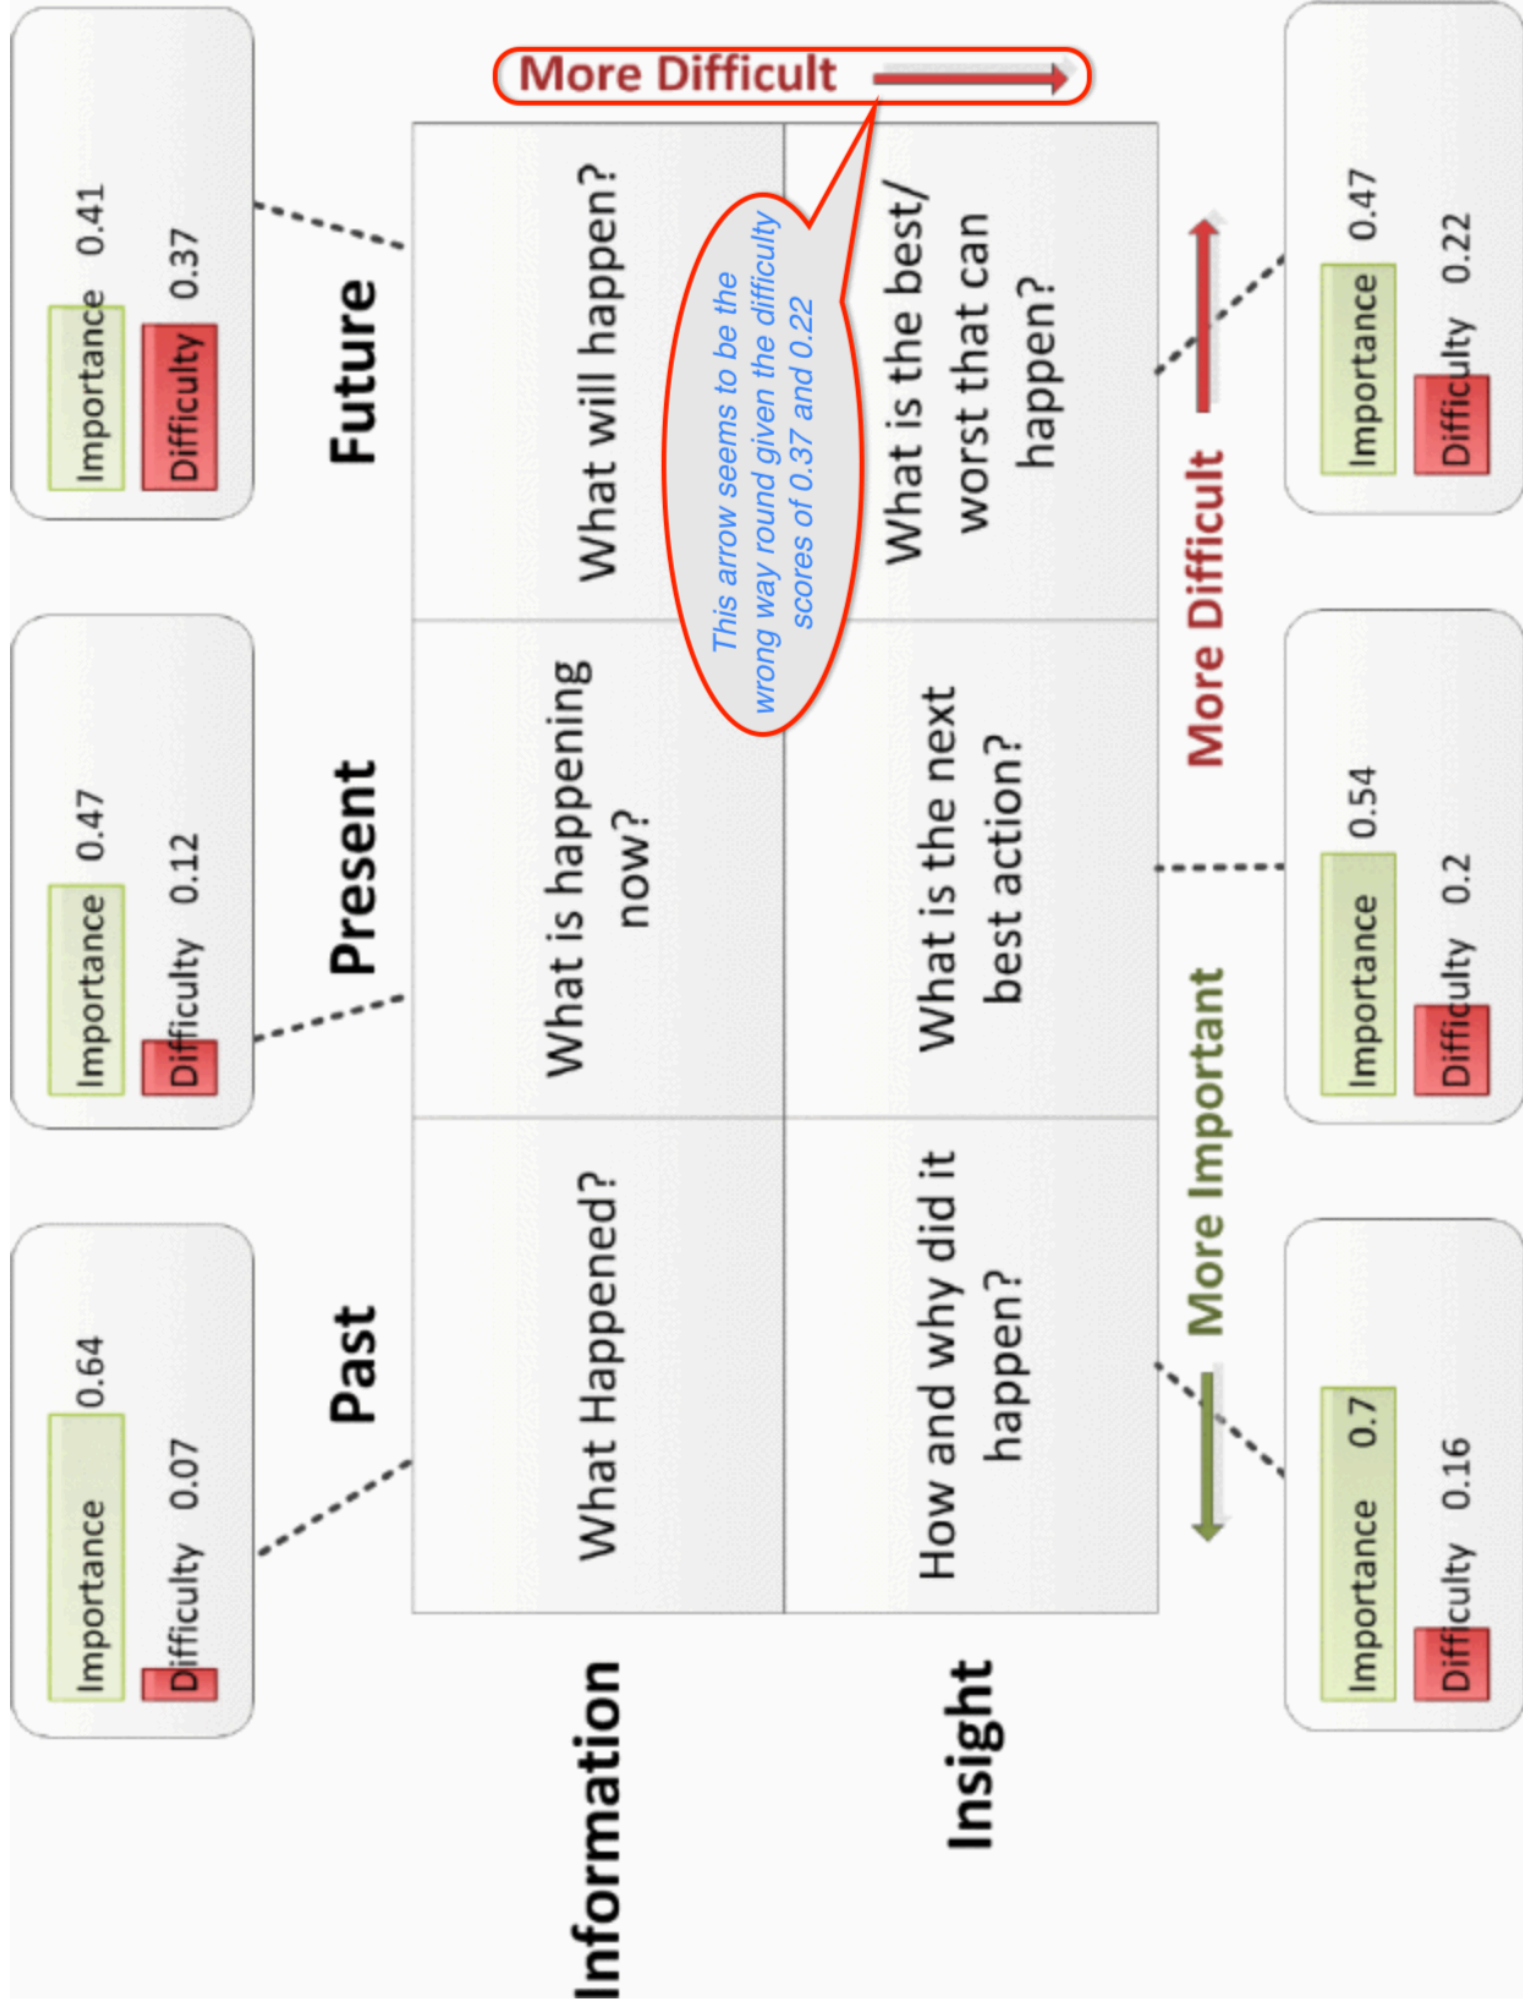 Importance 0.64
Difficulty 0.07
Importance 0.47
Difficulty 0.12
Importance 0.41
Difficulty 0.37
Past
Present
Future
Information
What Happened?
What is happening
now?
What will happen?
This arrow seems to be the
wrong way round given the difficulty
scores of 0.37 and 0.22
More Difficult
Insight
How and why did it
happen?
What is the next
best action?
What is the best/
worst that can
happen?
More Important
More Difficult
Importance 0.7
Difficulty 0.16
Importance 0.54
Difficulty 0.2
Importance 0.47
Difficulty 0.22